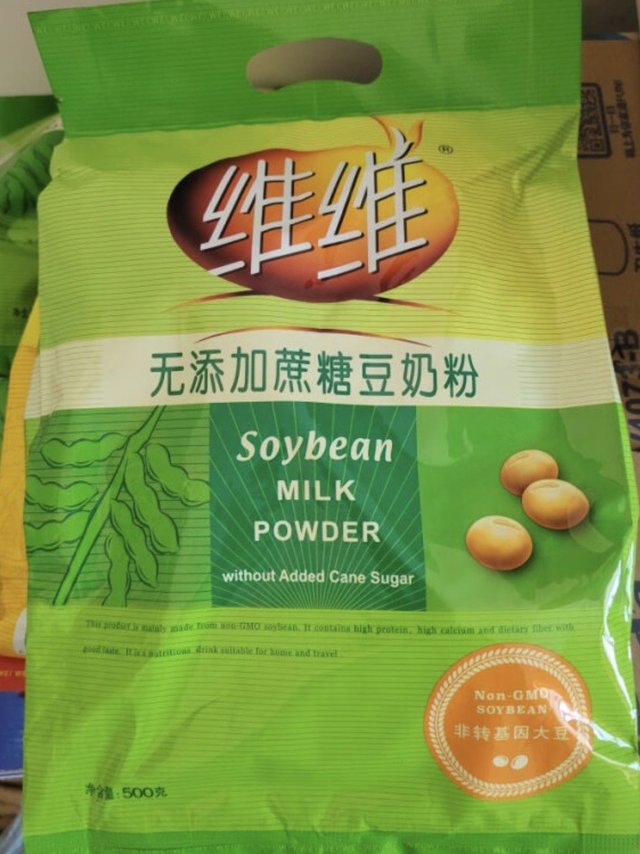 维维®
无添加蔗糖豆奶粉
Soybean
MILK
POWDER
without Added Cane Sugar
This product is mainly made from non-GMO soybean. It contains high protein, high calcium and dietary fiber with
good taste. It is a nutritious drink suitable for home and travel .
Non-GMO
SOYBEAN
非转基因大豆
净含量: 500克